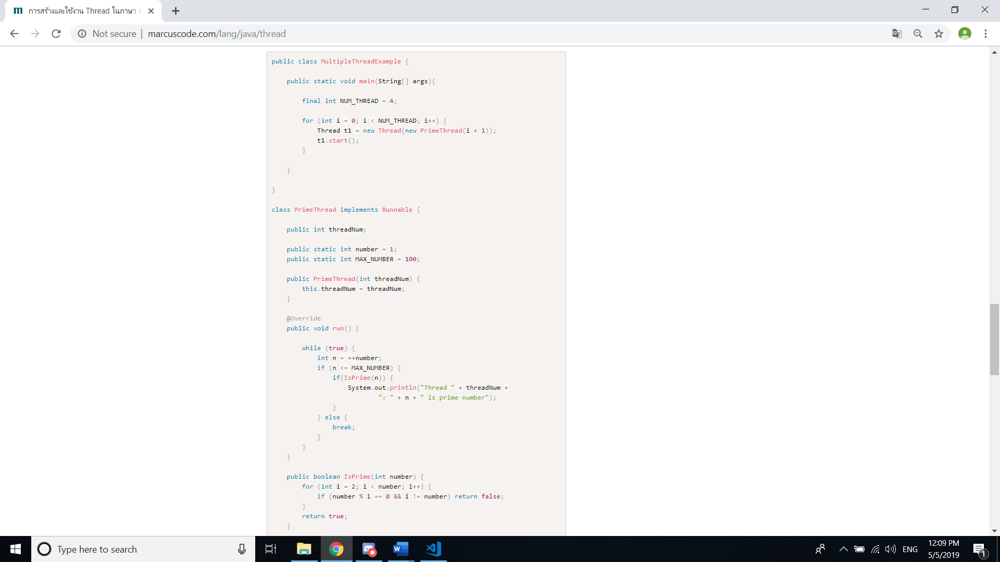 การสร้างและใช้งาน Thread ในภาษา
Not secure | marcuscode.com/lang/java/thread
public class MultipleThreadExample {
public static void main(String[] args){
final int NUM_THREAD = 4;
for (int i = 0; i < NUM_THREAD; i++) {
Thread t1 = new Thread(new PrimeThread(i + 1));
t1.start();
}
}
}
class PrimeThread implements Runnable {
public int threadNum;
public static int number = 1;
public static int MAX_NUMBER = 100;
public PrimeThread(int threadNum) {
this.threadNum = threadNum;
}
@Override
public void run() {
while (true) {
int n = ++number;
if (n <= MAX_NUMBER) {
if(IsPrime(n)) {
System.out.println("Thread " + threadNum +
": " + n + " is prime number");
}
} else {
break;
}
}
}
public boolean IsPrime(int number) {
for (int i = 2; i < number; i++) {
if (number % i == 0 && i != number) return false;
}
return true;
}
Type here to search
ENG
12:09 PM
5/5/2019
1